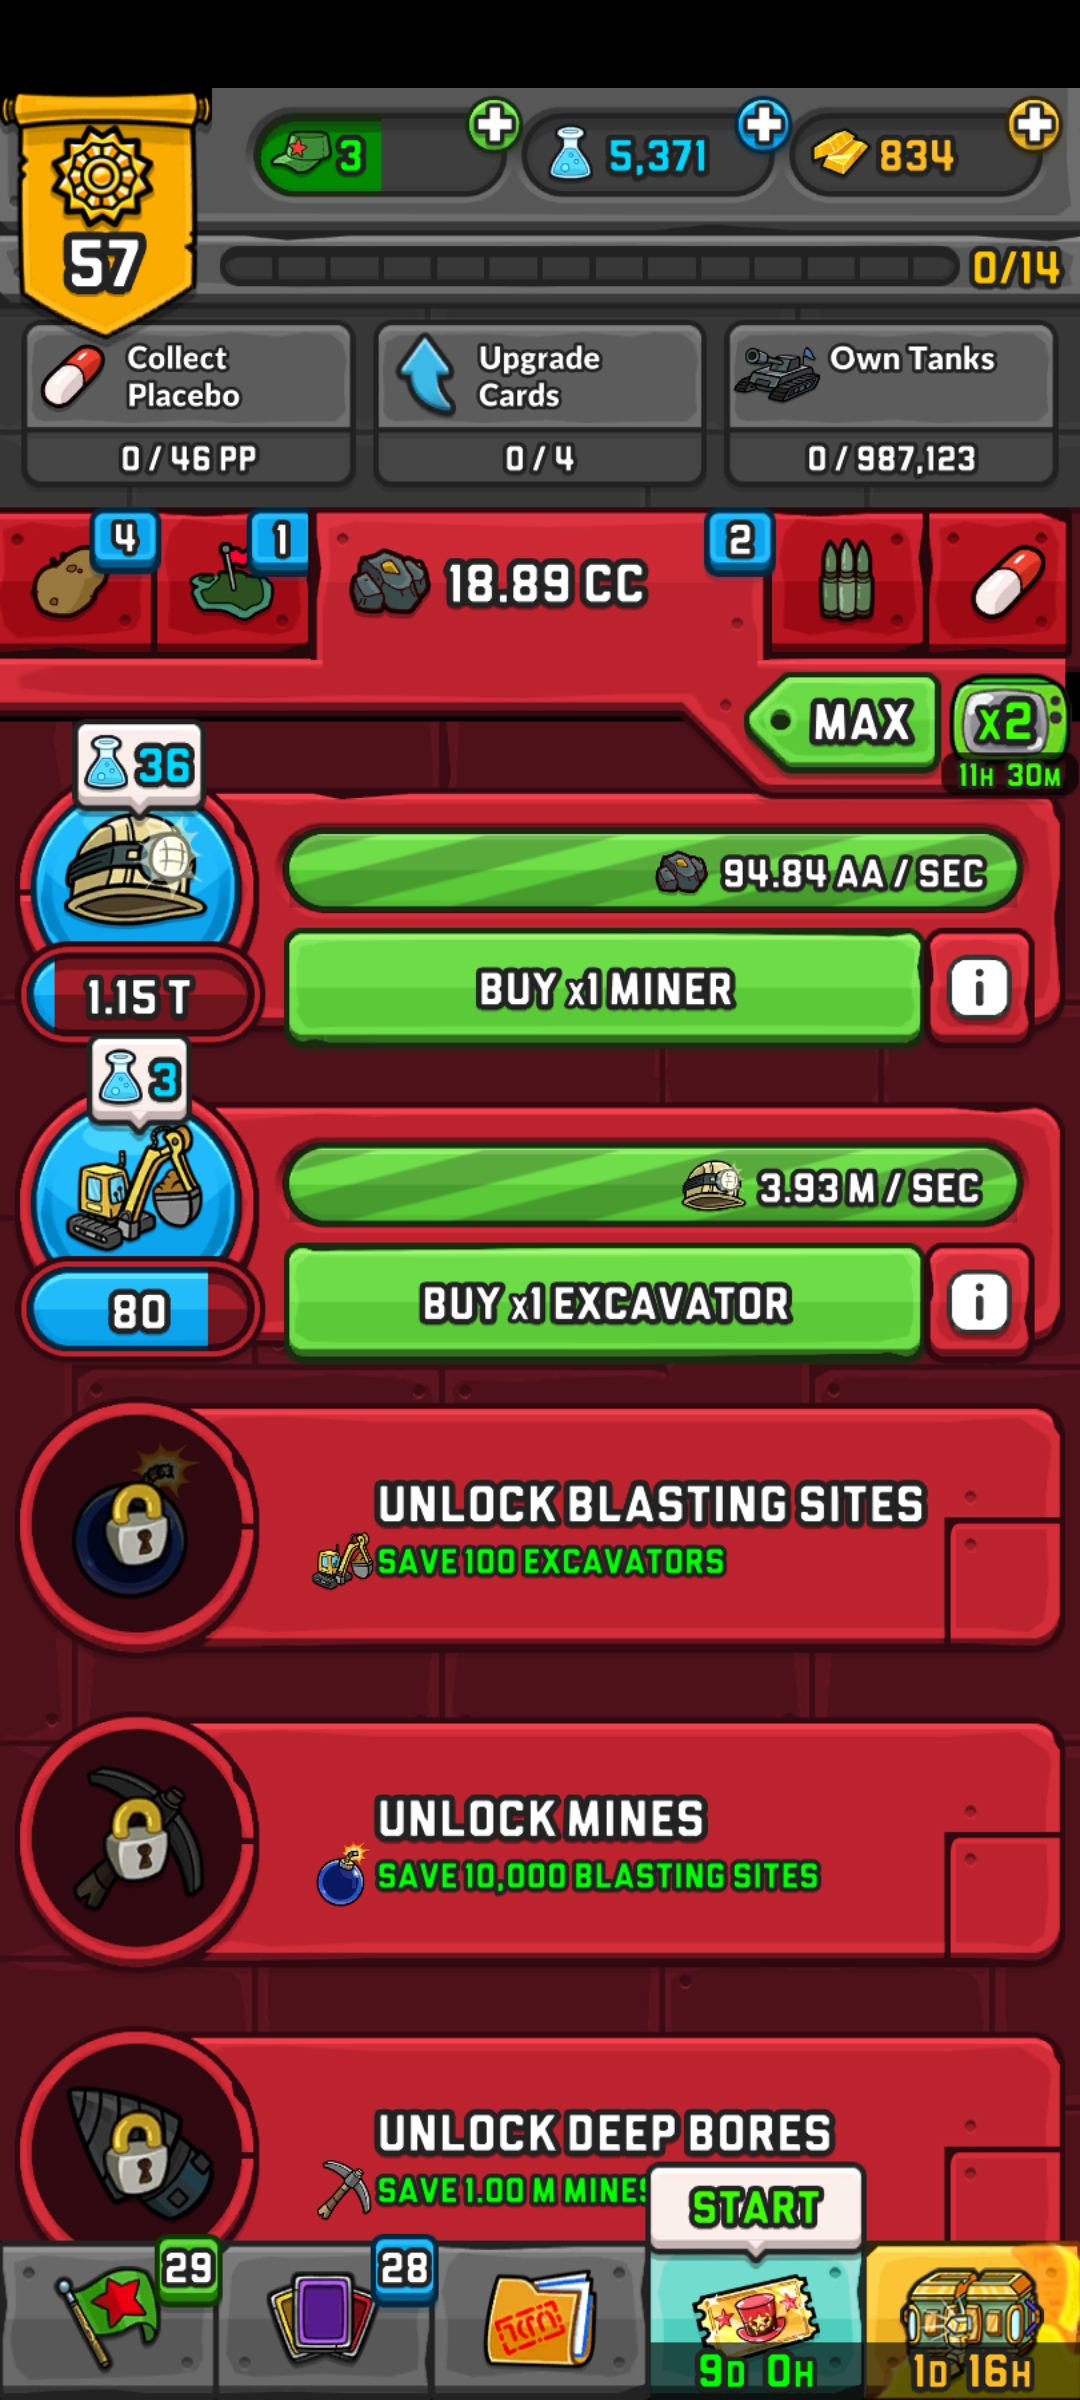 57
3
5,371
834
0/14
Collect
Placebo
0 / 46 PP
Upgrade
Cards
0 / 4
Own Tanks
0 / 987,123
4
1
18.89 CC
2
MAX
x2
11H 30M
36
94.84 AA / SEC
1.15 T
BUY x1 MINER
i
3
3.93 M / SEC
80
BUY x1 EXCAVATOR
i
UNLOCK BLASTING SITES
SAVE 100 EXCAVATORS
UNLOCK MINES
SAVE 10,000 BLASTING SITES
UNLOCK DEEP BORES
SAVE 1.00 M MINES
START
29
28
9D 0H
1D 16H